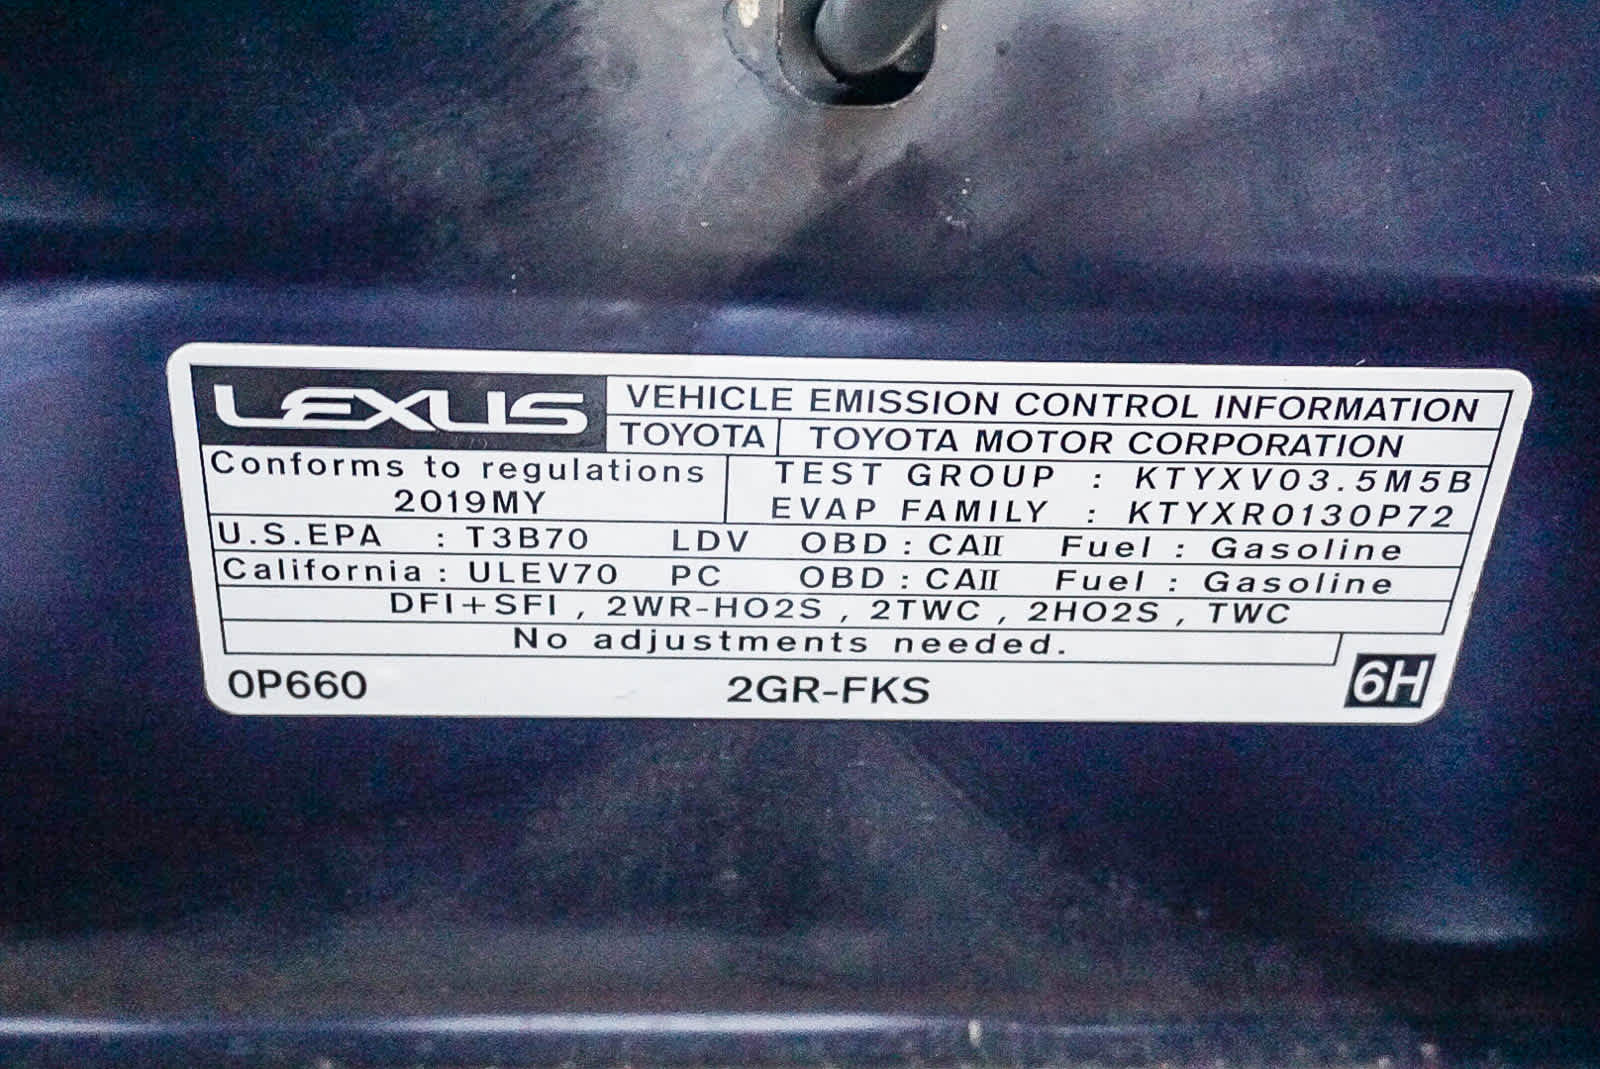 LEXUS VEHICLE EMISSION CONTROL INFORMATION
TOYOTA TOYOTA MOTOR CORPORATION
Conforms to regulations
2019MY
TEST GROUP : KTYXV03.5M5B
EVAP FAMILY : KTYXR0130P72
U.S.EPA : T3B70 LDV OBD : CAII Fuel : Gasoline
California : ULEV70 PC OBD : CAII Fuel : Gasoline
DFI+SFI , 2WR-HO2S , 2TWC , 2HO2S , TWC
No adjustments needed.
0P660 2GR-FKS 6H